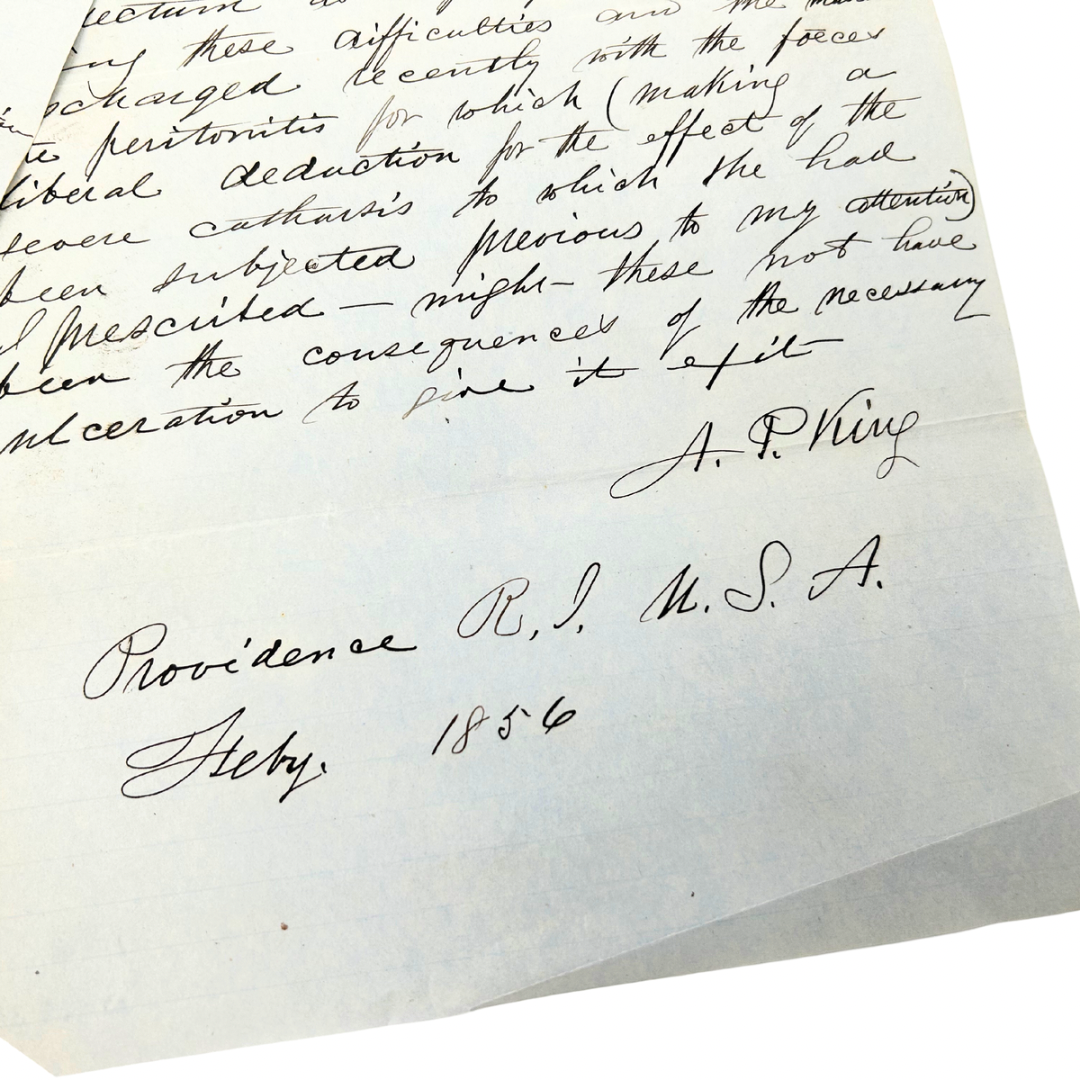 these difficulties and the
recently with the foeces
peritonitis for which (making a
liberal deduction for the effect of the
severe catharsis to which she had
been subjected previous to my attention)
I prescribed — might — these not have
been the consequences of the necessary
ulceration to give it exit —
A. P. King
Providence R. I. U. S. A.
Feby. 1856